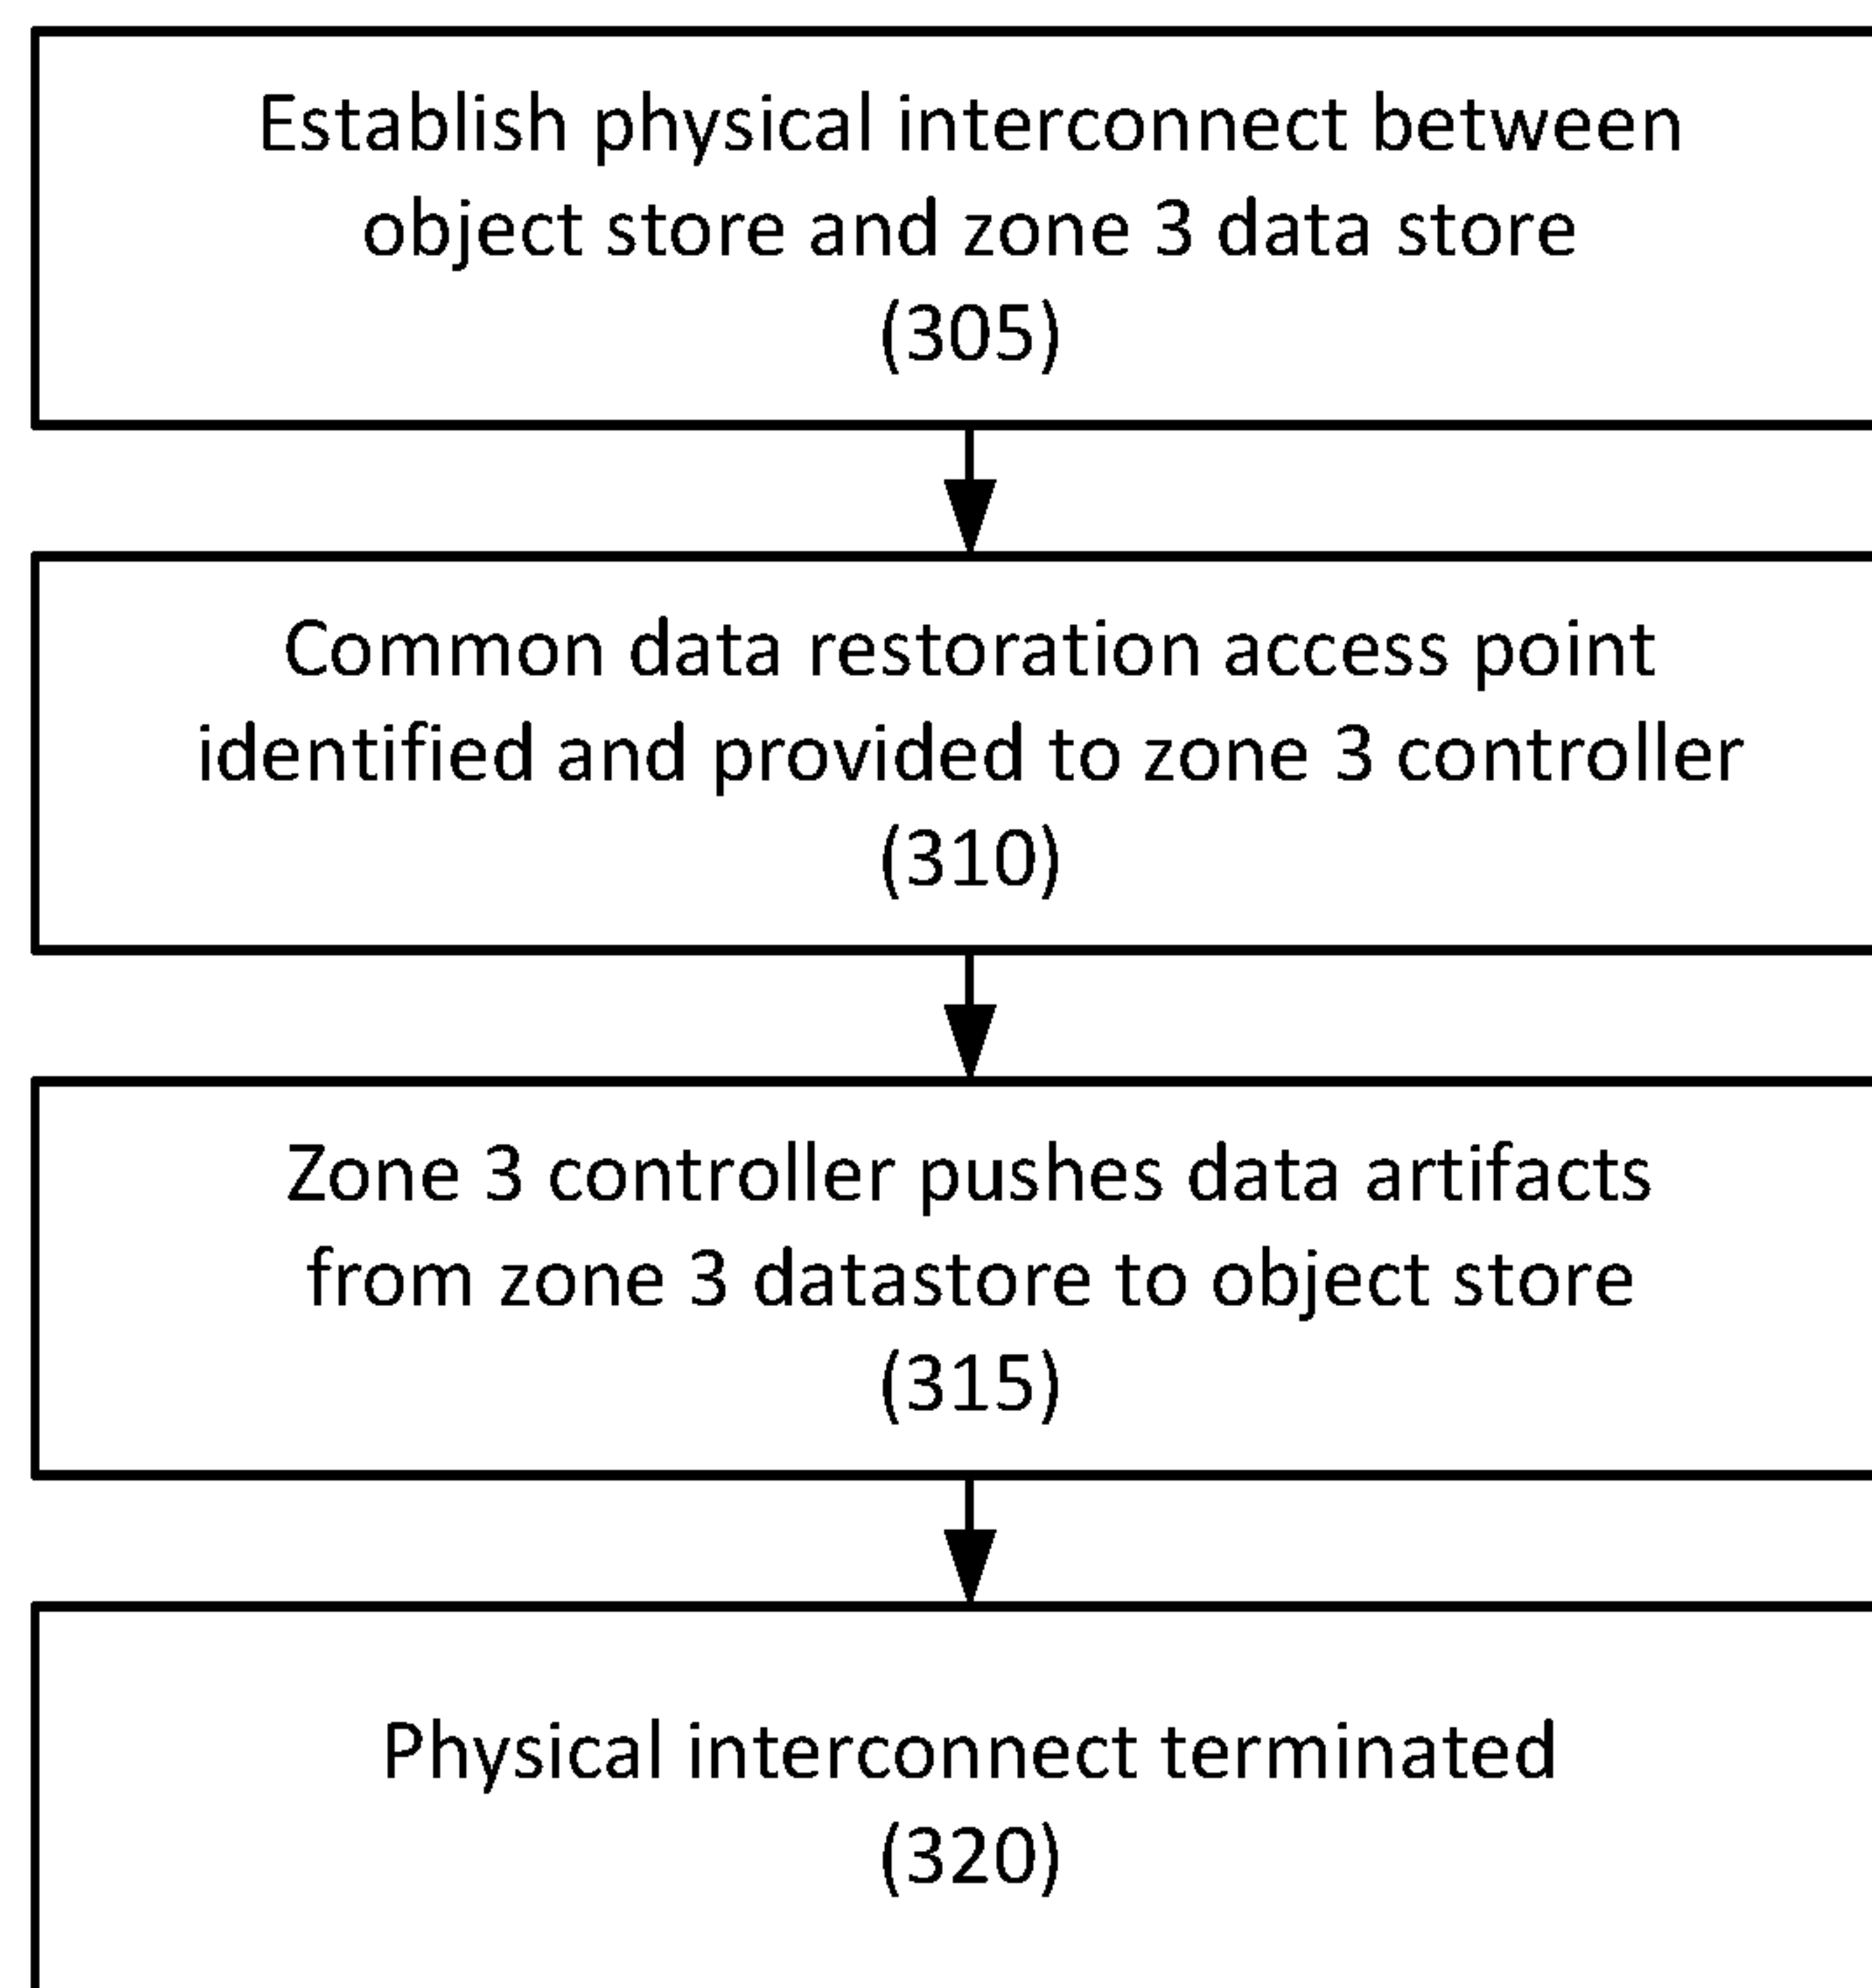 Establish physical interconnect between
object store and zone 3 data store
(305)
Common data restoration access point
identified and provided to zone 3 controller
(310)
Zone 3 controller pushes data artifacts
from zone 3 datastore to object store
(315)
Physical interconnect terminated
(320)